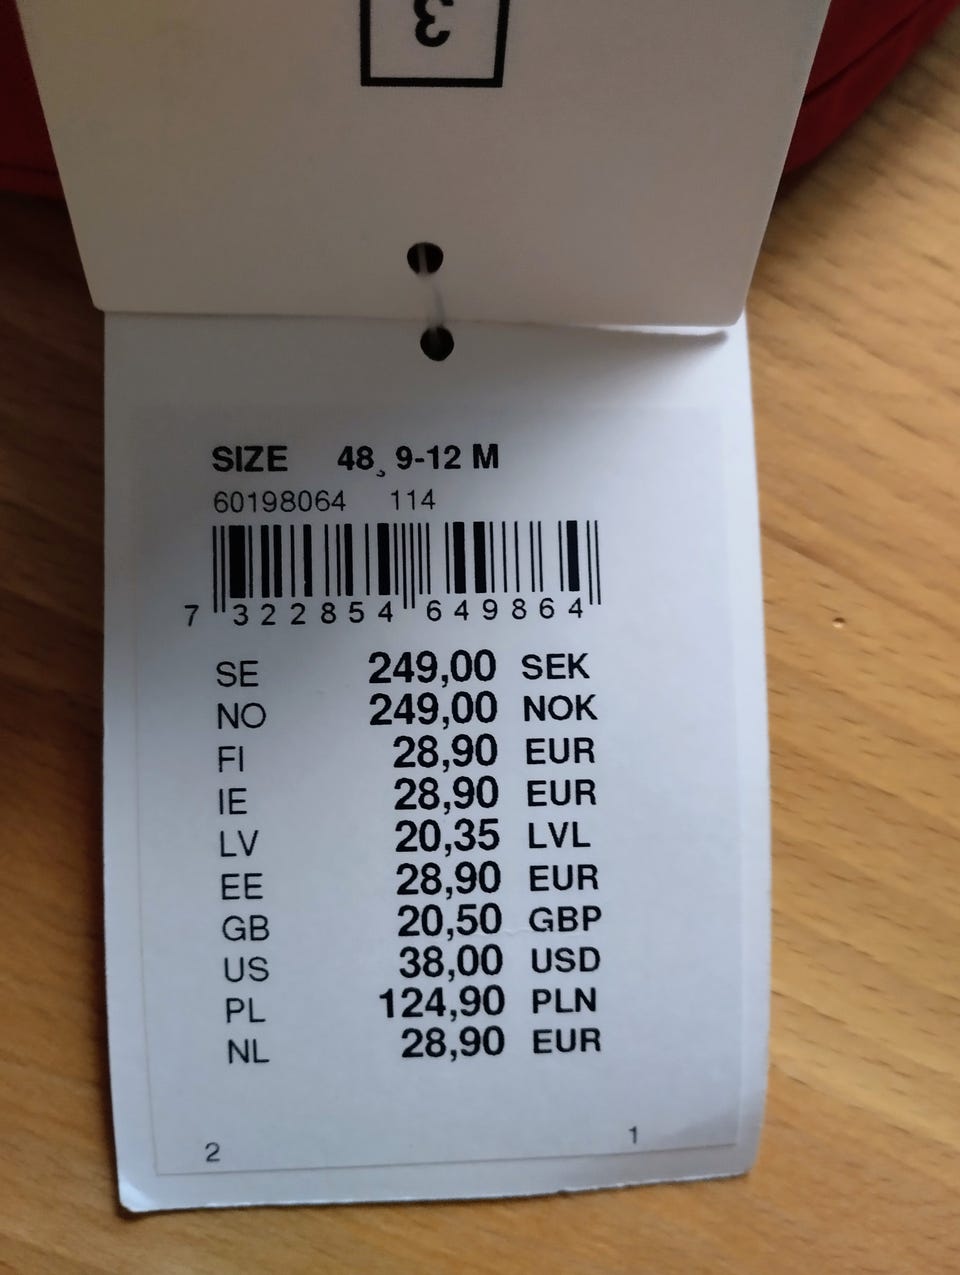 3
SIZE 48, 9-12 M
60198064 114
7 322854 649864
SE 249,00 SEK
NO 249,00 NOK
FI 28,90 EUR
IE 28,90 EUR
LV 20,35 LVL
EE 28,90 EUR
GB 20,50 GBP
US 38,00 USD
PL 124,90 PLN
NL 28,90 EUR
2 1